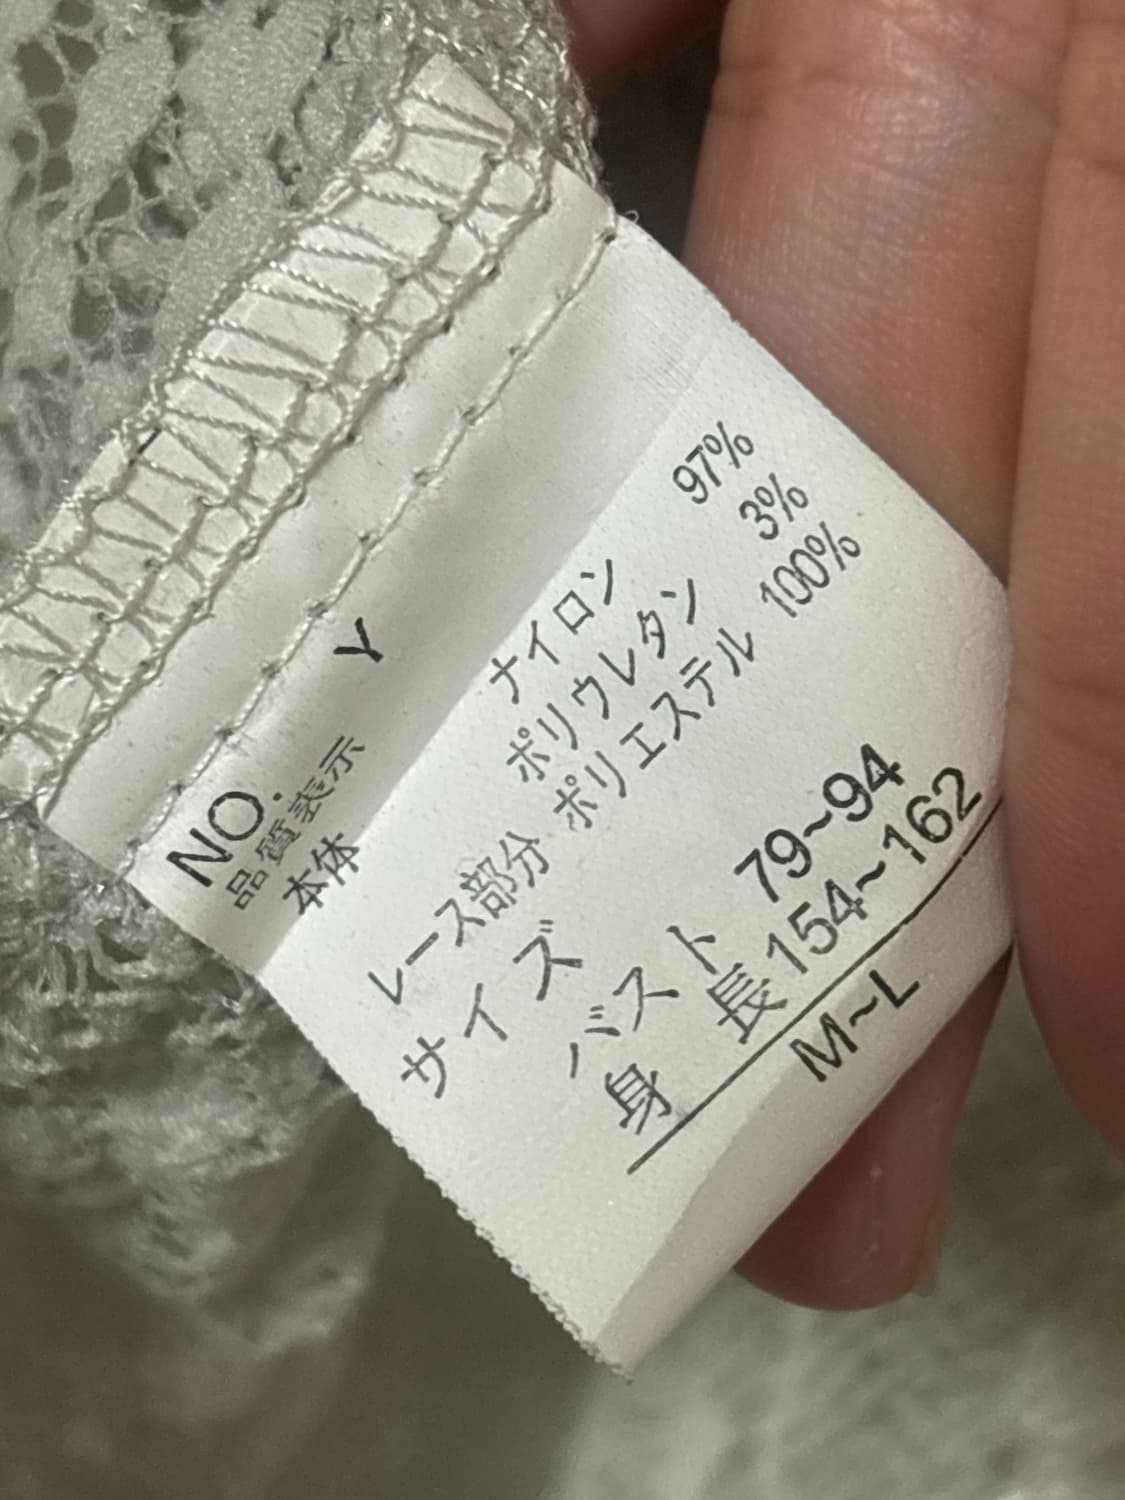 NO. Y
品質表示
本体 ナイロン 97%
ポリウレタン 3%
レース部分 ポリエステル 100%
サイズ
バスト 79~94
身長 154~162
M~L